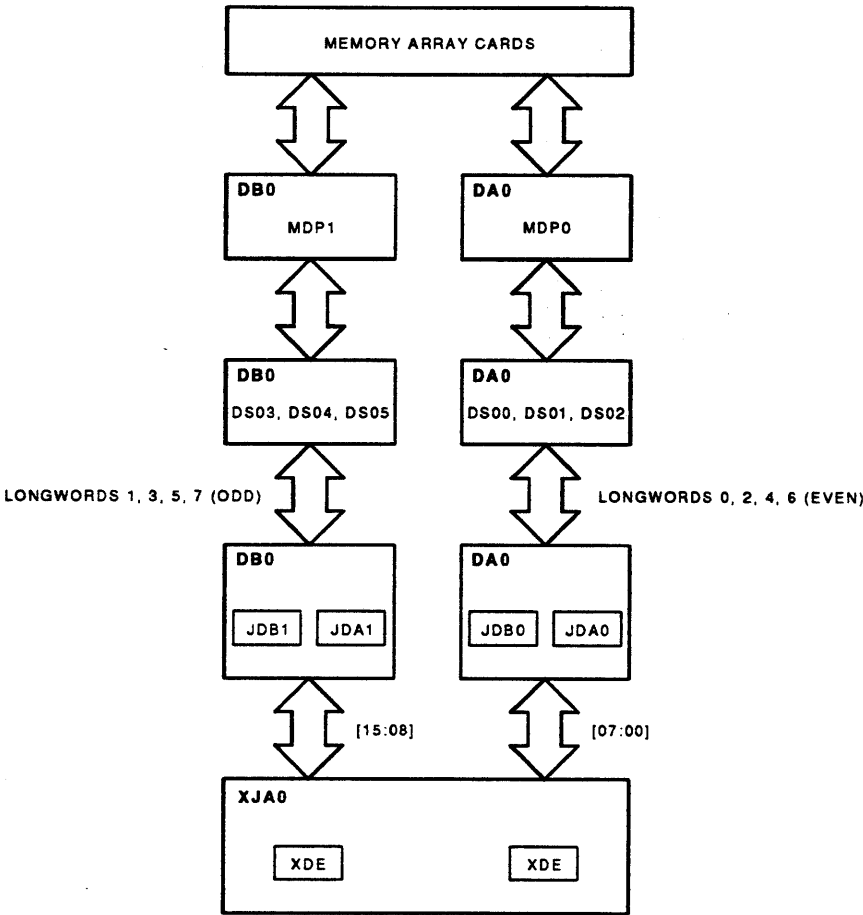 MEMORY ARRAY CARDS
DB0
MDP1
DA0
MDP0
DB0
DS03, DS04, DS05
DA0
DS00, DS01, DS02
LONGWORDS 1, 3, 5, 7 (ODD)
LONGWORDS 0, 2, 4, 6 (EVEN)
DB0
JDB1
JDA1
DA0
JDB0
JDA0
[15:08]
[07:00]
XJA0
XDE
XDE